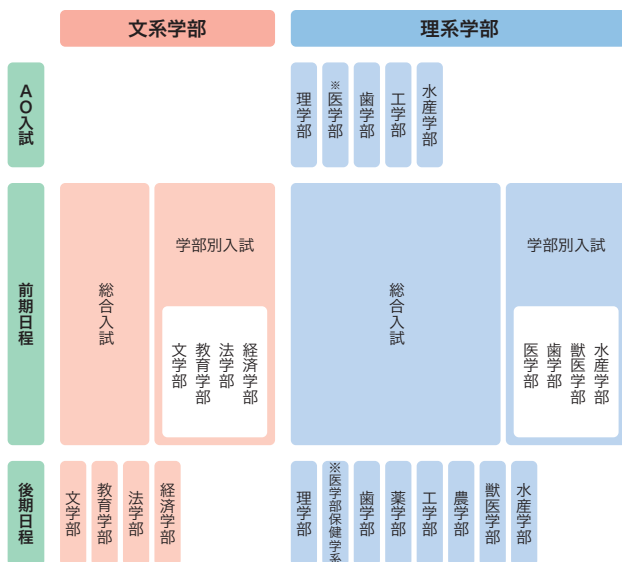 文系学部
理系学部
AO入試
理学部
※医学部
歯学部
工学部
水産学部
前期日程
総合入試
学部別入試
文学部
教育学部
法学部
経済学部
総合入試
学部別入試
医学部
歯学部
獣医学部
水産学部
後期日程
文学部
教育学部
法学部
経済学部
理学部
※医学部保健学系
歯学部
薬学部
工学部
農学部
獣医学部
水産学部